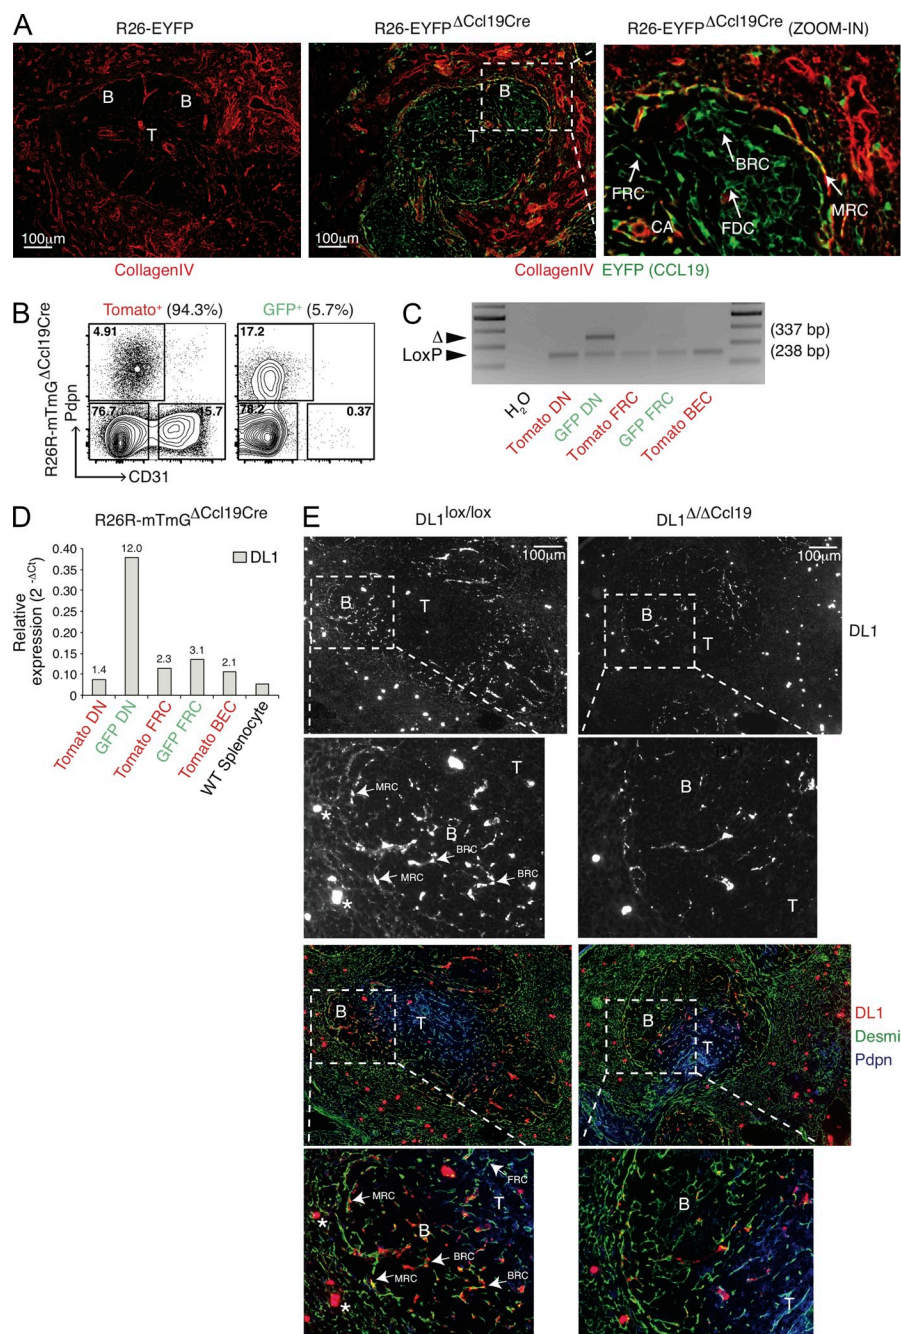 A
R26-EYFP
R26-EYFPΔCcl19Cre
R26-EYFPΔCcl19Cre (ZOOM-IN)
B
B
T
100µm
B
T
100µm
BRC
FRC
MRC
CA
FDC
CollagenIV
CollagenIV EYFP (CCL19)
B
Tomato+ (94.3%)
GFP+ (5.7%)
R26R-mTmGΔCcl19Cre
Pdpn
4.91
76.7
15.7
17.2
78.2
0.37
CD31
C
Δ
LoxP
(337 bp)
(238 bp)
H2O
Tomato DN
GFP DN
Tomato FRC
GFP FRC
Tomato BEC
D
R26R-mTmGΔCcl19Cre
Relative
expression (2 -ΔCt)
0.40
0.35
0.30
0.25
0.20
0.15
0.10
0.05
0
DL1
1.4
12.0
2.3
3.1
2.1
Tomato DN
GFP DN
Tomato FRC
GFP FRC
Tomato BEC
WT Splenocyte
E
DL1lox/lox
DL1Δ/ΔCcl19
100µm
B
T
100µm
B
T
DL1
T
MRC
*
B
BRC
MRC
BRC
*
B
T
B
T
B
T
DL1
Desmi
Pdpn
FRC
MRC
T
*
B
BRC
MRC
BRC
*
B
T